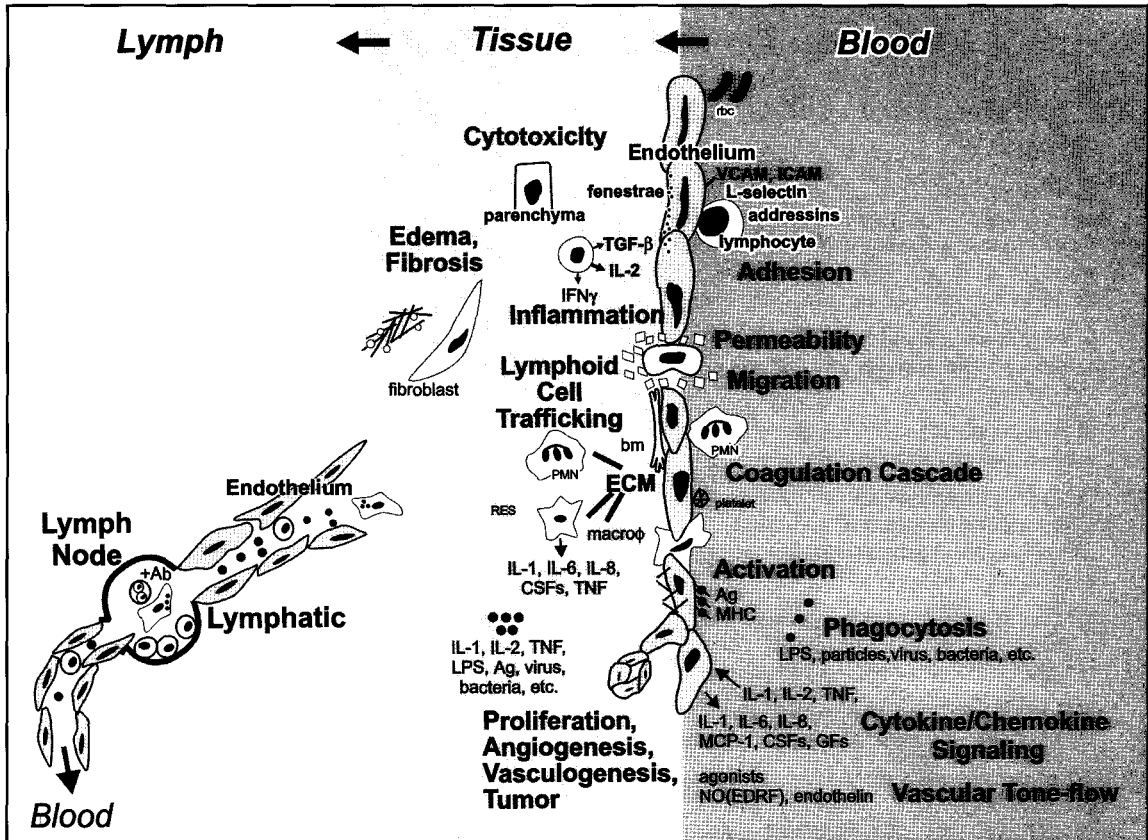 Lymph
Tissue
Blood
rbc
Cytotoxicity
parenchyma
Endothelium
fenestrae
VCAM, ICAM
L-selectin
addressins
lymphocyte
Adhesion
Edema,
Fibrosis
TGF-β
IL-2
IFNγ
Inflammation
fibroblast
Permeability
Migration
Lymphoid
Cell
Trafficking
bm
PMN
PMN
ECM
RES
macroϕ
Coagulation Cascade
platelet
IL-1, IL-6, IL-8,
CSFs, TNF
Activation
Ag
MHC
Phagocytosis
LPS, particles,virus, bacteria, etc.
Endothelium
Lymph
Node
+Ab
Lymphatic
IL-1, IL-2, TNF,
LPS, Ag, virus,
bacteria, etc.
IL-1, IL-2, TNF,
IL-1, IL-6, IL-8,
MCP-1, CSFs, GFs
Cytokine/Chemokine
Signaling
Proliferation,
Angiogenesis,
Vasculogenesis,
Tumor
agonists
NO(EDRF), endothelin
Vascular Tone-flow
Blood